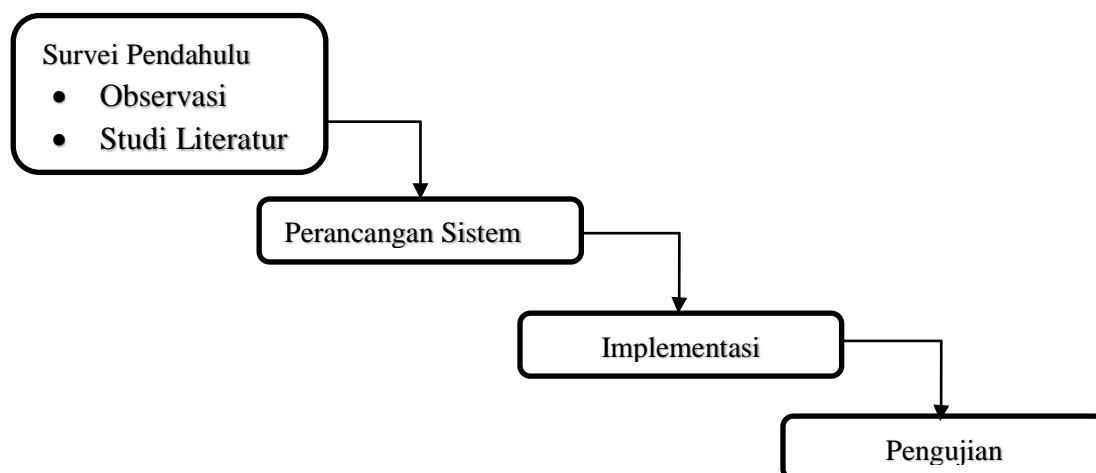 Survei Pendahulu
• Observasi
• Studi Literatur
Perancangan Sistem
Implementasi
Pengujian